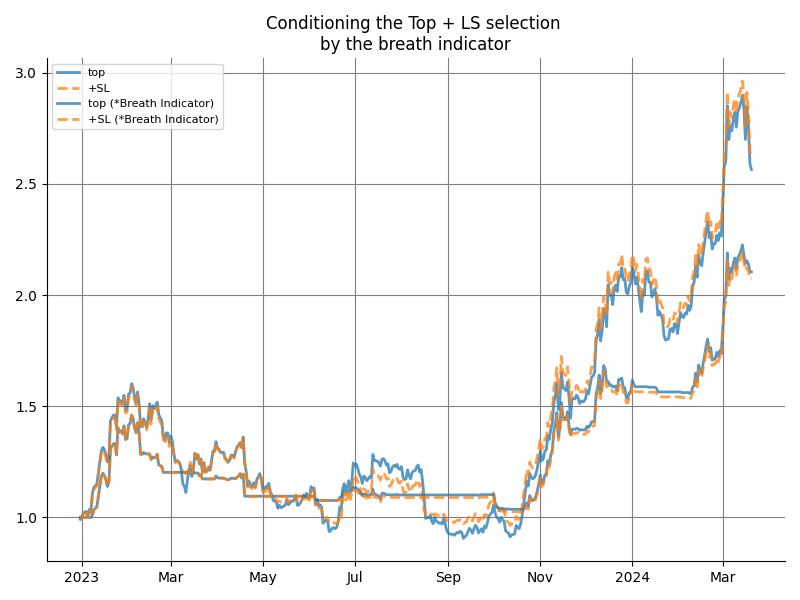 Conditioning the Top + LS selection
by the breath indicator
top
+SL
top (*Breath Indicator)
+SL (*Breath Indicator)
3.0
2.5
2.0
1.5
1.0
2023
Mar
May
Jul
Sep
Nov
2024
Mar